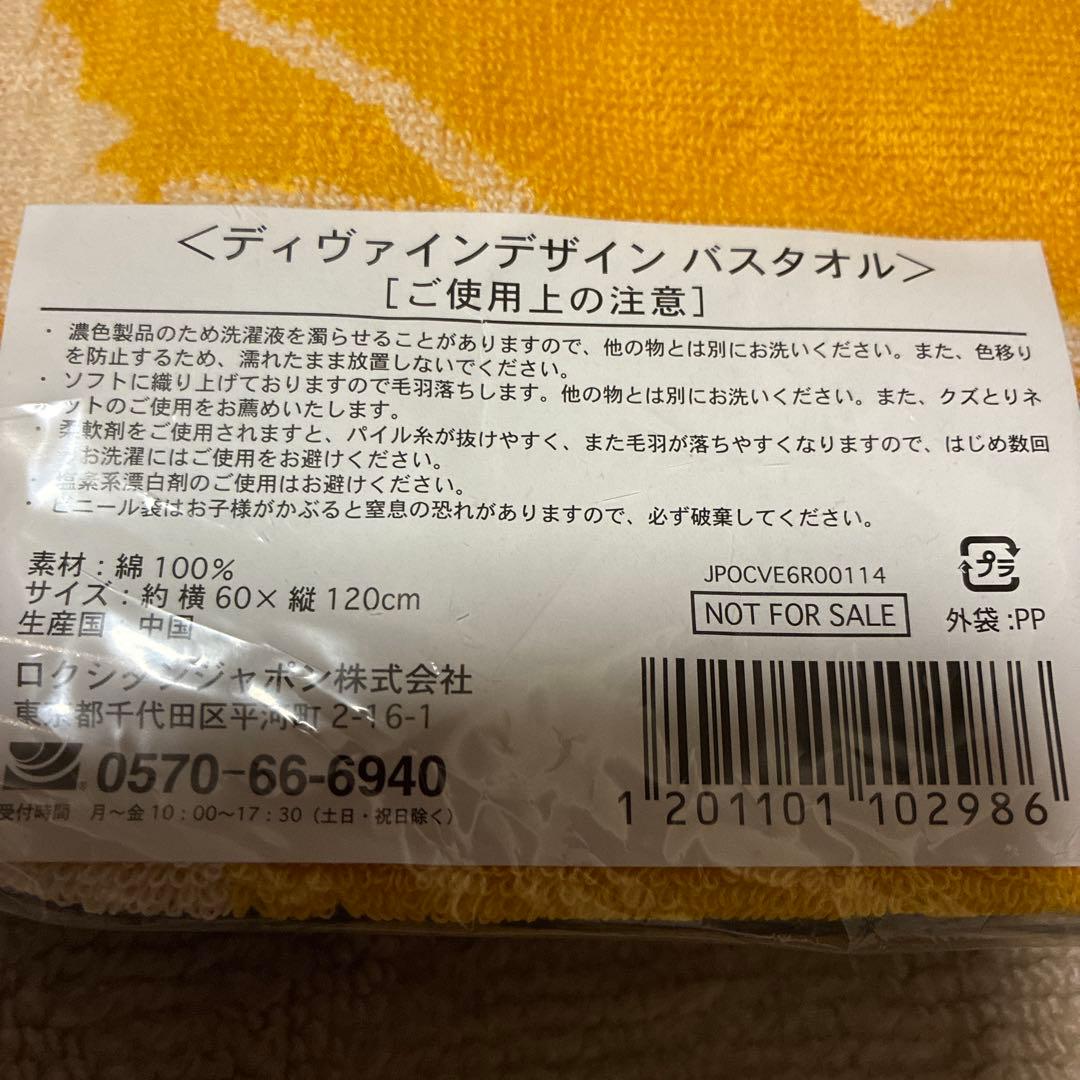 ＜ディヴァインデザイン バスタオル＞
［ご使用上の注意］
・ 濃色製品のため洗濯液を濁らせることがありますので、他の物とは別にお洗いください。また、色移り
を防止するため、濡れたまま放置しないでください。
・ ソフトに織り上げておりますので毛羽落ちします。他の物とは別にお洗いください。また、クズとりネ
ットのご使用をお薦めいたします。
・ 柔軟剤をご使用されますと、パイル糸が抜けやすく、また毛羽が落ちやすくなりますので、はじめ数回
お洗濯にはご使用をお避けください。
・ 塩素系漂白剤のご使用はお避けください。
・ ビニール袋はお子様がかぶると窒息の恐れがありますので、必ず破棄してください。
素材：綿 100%
サイズ：約 横 60× 縦 120cm
生産国：中国
ロクシタンジャポン株式会社
東京都千代田区平河町 2-16-1
0570-66-6940
受付時間 月〜金 10：00〜17：30（土日・祝日除く）
JPOCVE6R00114
NOT FOR SALE
プラ
外袋：PP
1 201101 102986